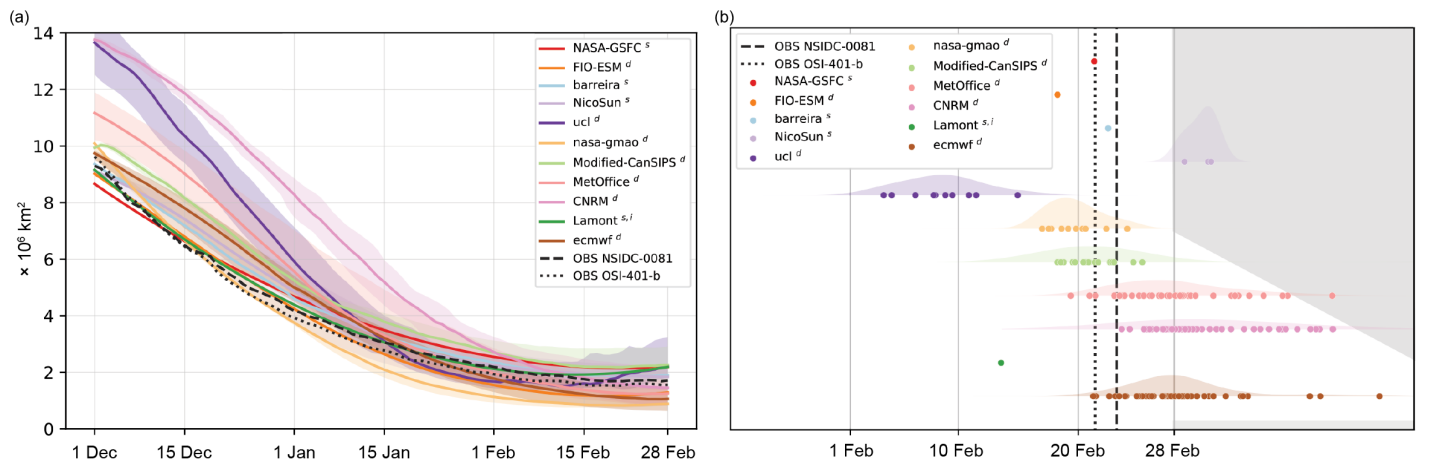 (a)
14
12
10
8
6
4
2
0
× 10⁶ km²
1 Dec
15 Dec
1 Jan
15 Jan
1 Feb
15 Feb
28 Feb
NASA-GSFC ˢ
FIO-ESM ᵈ
barreira ˢ
NicoSun ˢ
ucl ᵈ
nasa-gmao ᵈ
Modified-CanSIPS ᵈ
MetOffice ᵈ
CNRM ᵈ
Lamont ˢ,ⁱ
ecmwf ᵈ
OBS NSIDC-0081
OBS OSI-401-b
(b)
OBS NSIDC-0081
OBS OSI-401-b
NASA-GSFC ˢ
FIO-ESM ᵈ
barreira ˢ
NicoSun ˢ
ucl ᵈ
nasa-gmao ᵈ
Modified-CanSIPS ᵈ
MetOffice ᵈ
CNRM ᵈ
Lamont ˢ,ⁱ
ecmwf ᵈ
1 Feb
10 Feb
20 Feb
28 Feb